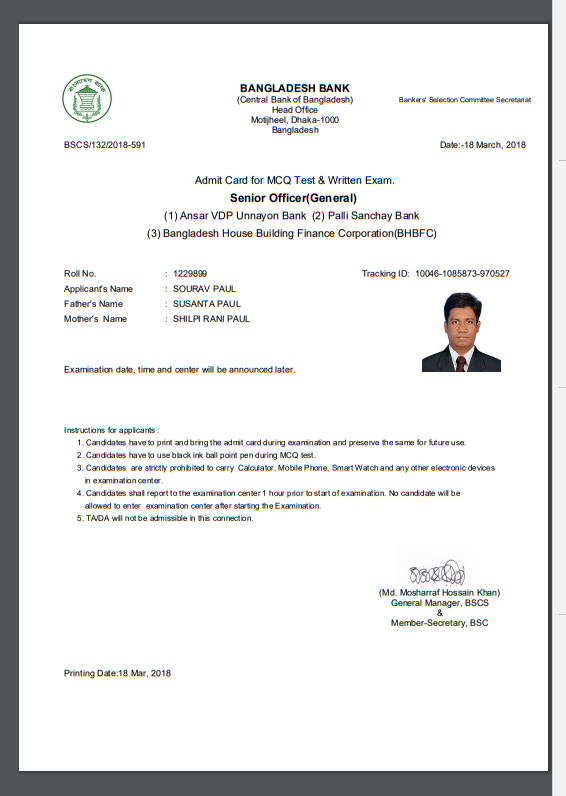 বাংলাদেশ ব্যাংক
BANGLADESH BANK
(Central Bank of Bangladesh)
Bankers' Selection Committee Secretariat
Head Office
Motijheel, Dhaka-1000
Bangladesh
BSCS/132/2018-591 Date:-18 March, 2018
Admit Card for MCQ Test & Written Exam.
Senior Officer(General)
(1) Ansar VDP Unnayon Bank (2) Palli Sanchay Bank
(3) Bangladesh House Building Finance Corporation(BHBFC)
Roll No. : 1229899 Tracking ID: 10046-1085873-970527
Applicant's Name : SOURAV PAUL
Father's Name : SUSANTA PAUL
Mother's Name : SHILPI RANI PAUL
Examination date, time and center will be announced later.
Instructions for applicants :
1. Candidates have to print and bring the admit card during examination and preserve the same for future use.
2. Candidates have to use black ink ball point pen during MCQ test.
3. Candidates are strictly prohibited to carry Calculator, Mobile Phone, Smart Watch and any other electronic devices
in examination center.
4. Candidates shall report to the examination center 1 hour prior to start of examination. No candidate will be
allowed to enter examination center after starting the Examination.
5. TA/DA will not be admissible in this connection.
(Md. Mosharraf Hossain Khan)
General Manager, BSCS
&
Member-Secretary, BSC
Printing Date:18 Mar, 2018